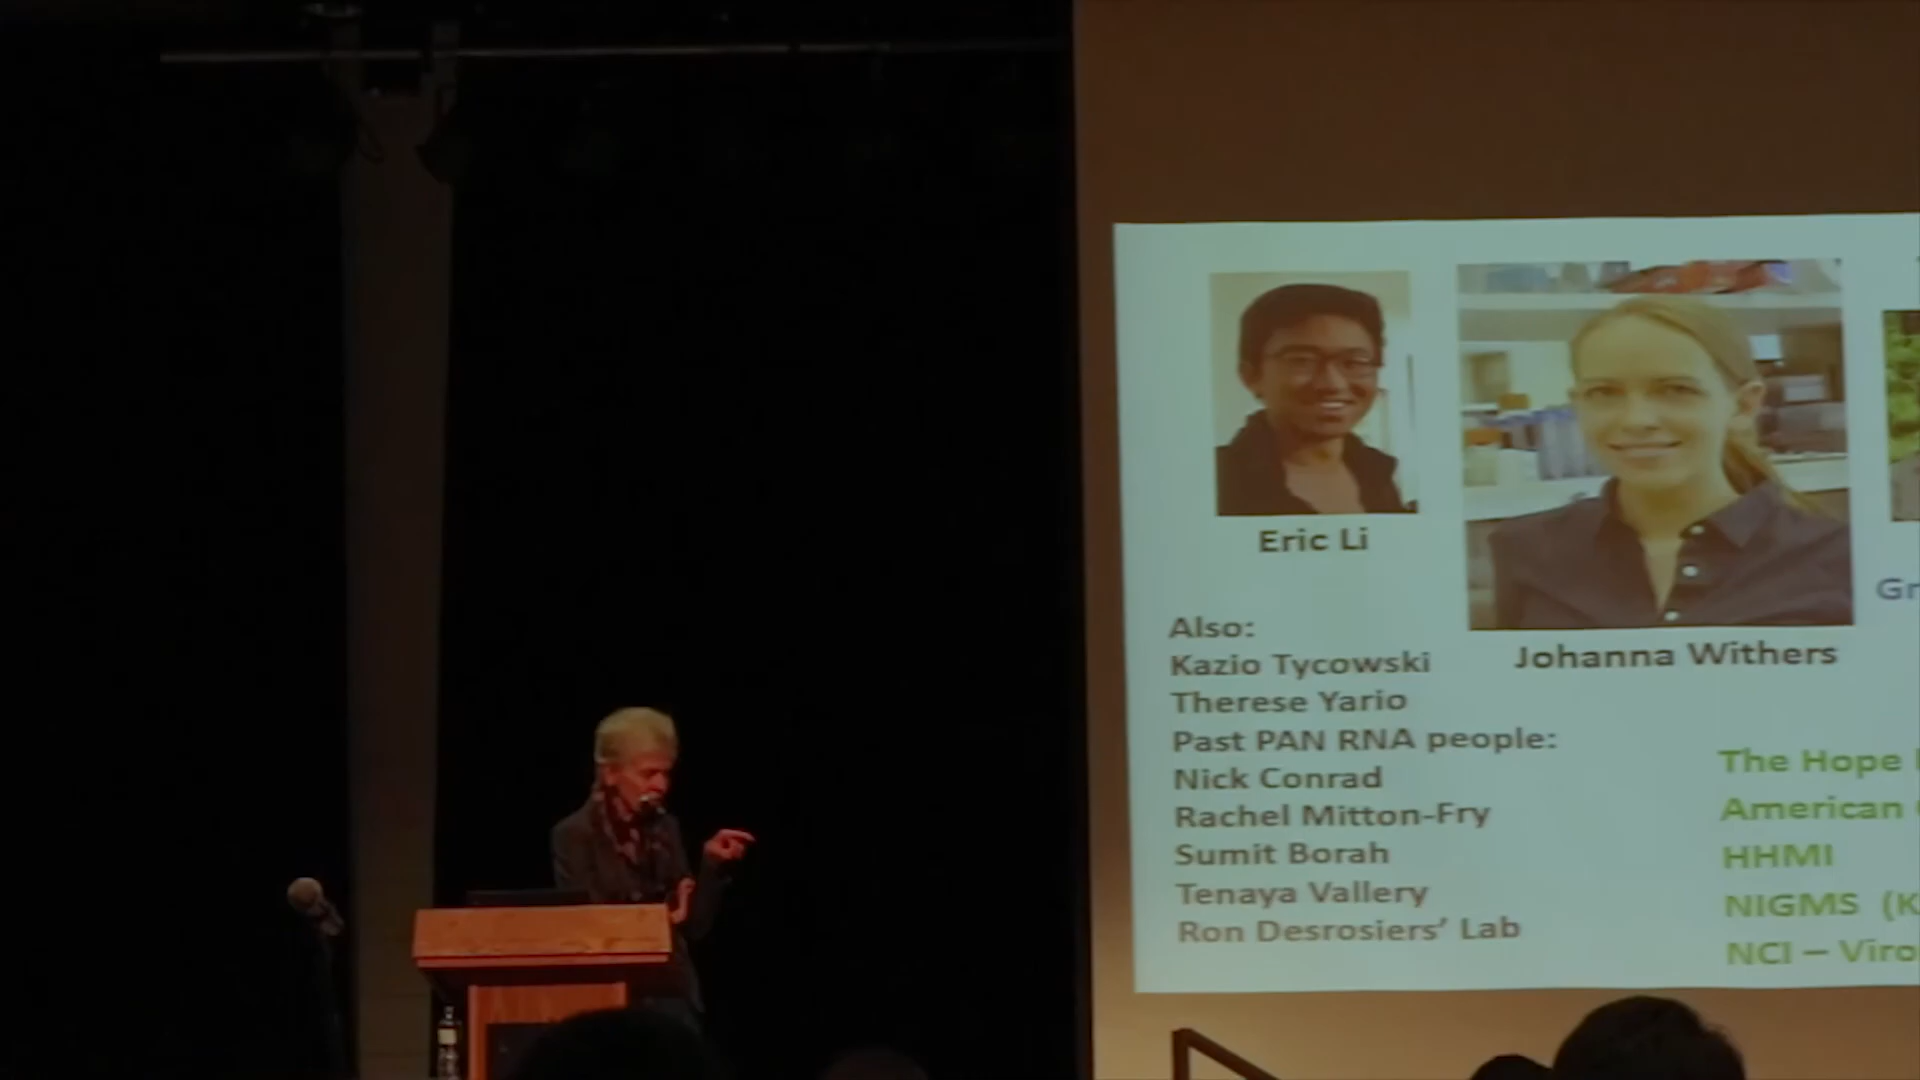 Eric Li
Johanna Withers
Also:
Kazio Tycowski
Therese Yario
Past PAN RNA people:
Nick Conrad
Rachel Mitton-Fry
Sumit Borah
Tenaya Vallery
Ron Desrosiers’ Lab
The Hope
American
HHMI
NIGMS (K
NCI – Viro